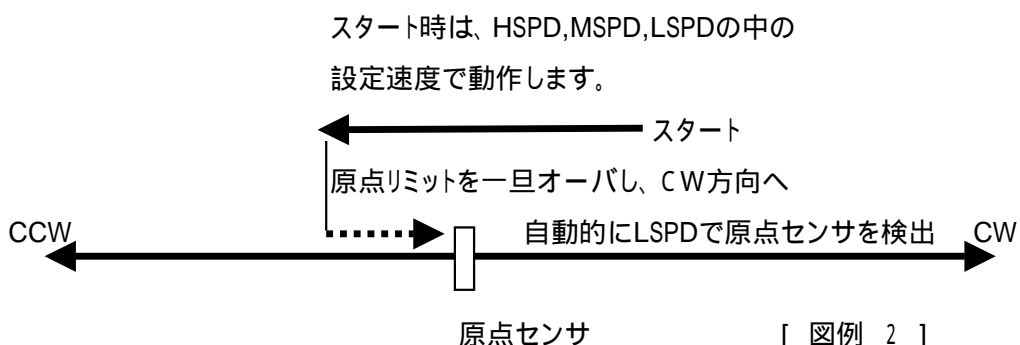 スタート時は、HSPD,MSPD,LSPDの中の
設定速度で動作します。
スタート
原点リミットを一旦オーバし、CW方向へ
CCW
自動的にLSPDで原点センサを検出
CW
原点センサ
[ 図例 2 ]